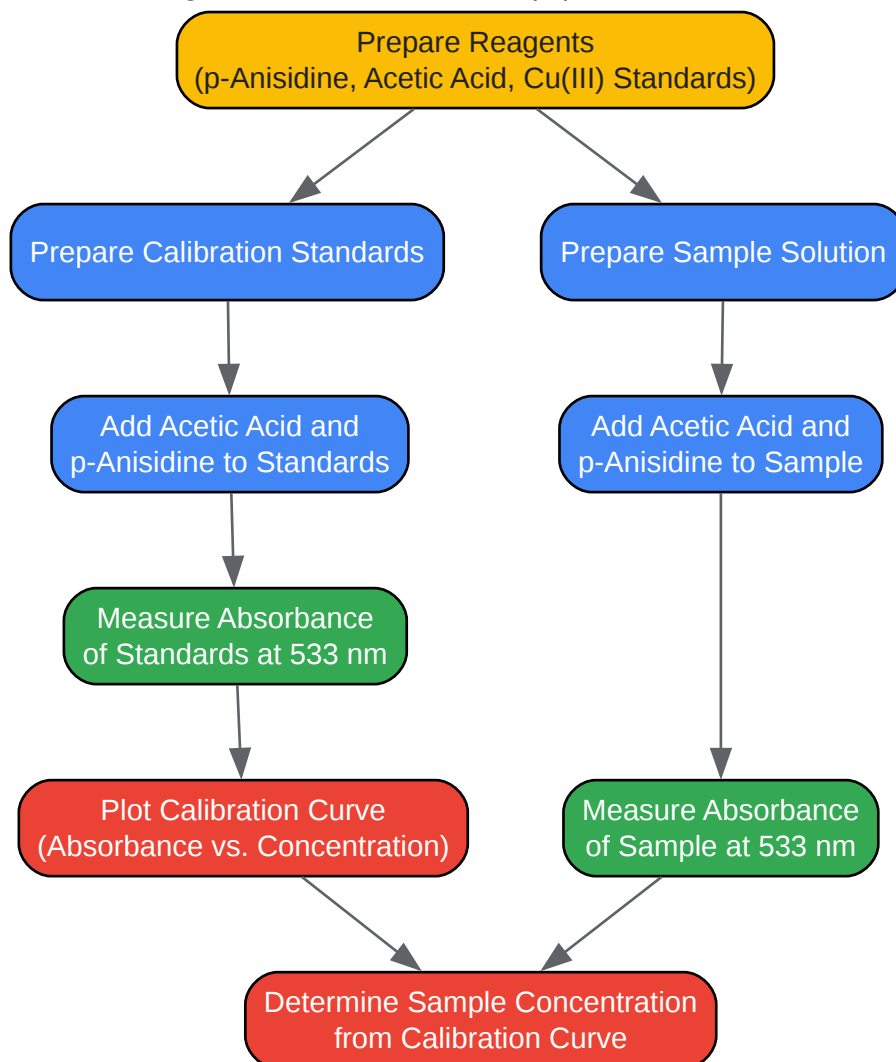 Prepare Reagents
(p-Anisidine, Acetic Acid, Cu(III) Standards)
Prepare Calibration Standards
Prepare Sample Solution
Add Acetic Acid and
p-Anisidine to Standards
Add Acetic Acid and
p-Anisidine to Sample
Measure Absorbance
of Standards at 533 nm
Plot Calibration Curve
(Absorbance vs. Concentration)
Measure Absorbance
of Sample at 533 nm
Determine Sample Concentration
from Calibration Curve